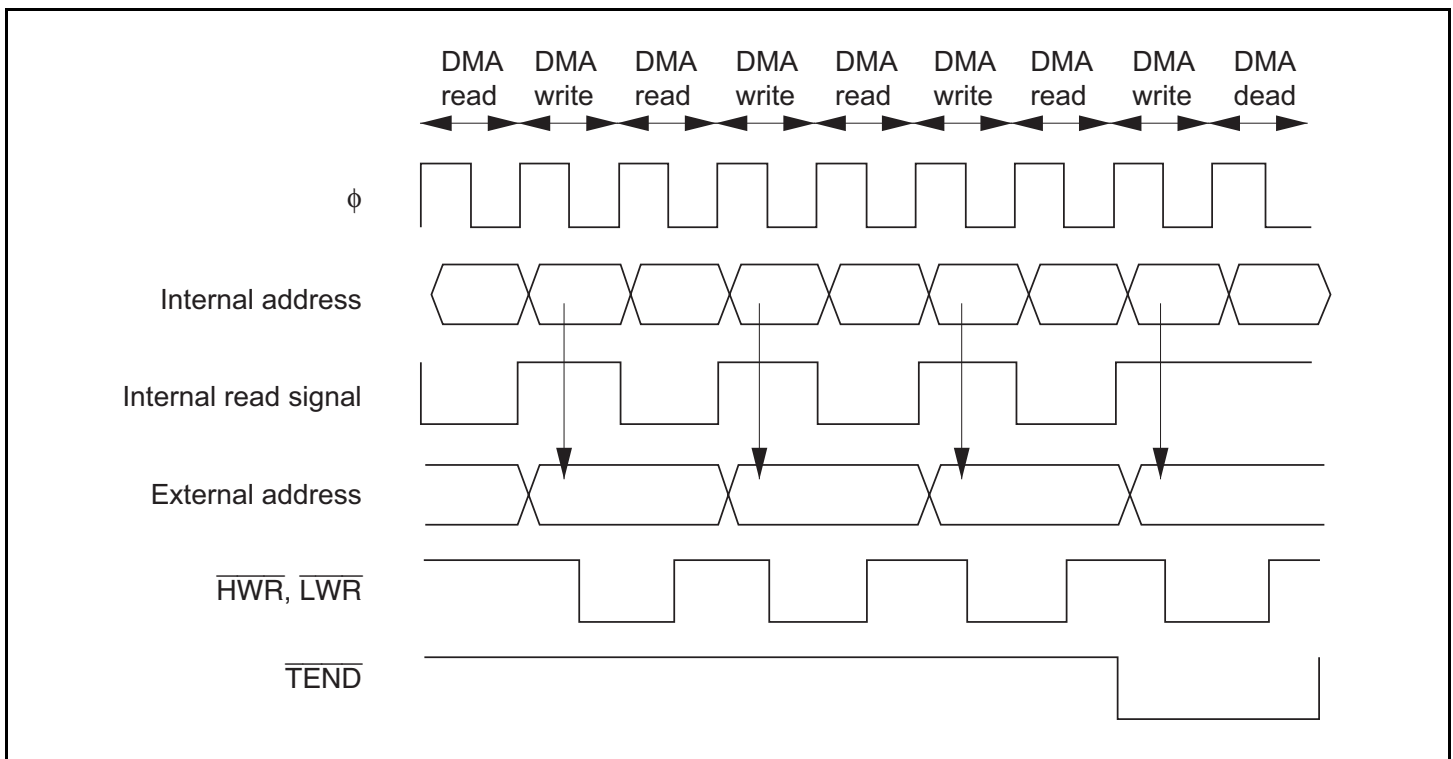 DMA DMA DMA DMA DMA DMA DMA DMA DMA
read write read write read write read write dead
ϕ
Internal address
Internal read signal
External address
HWR, LWR
TEND